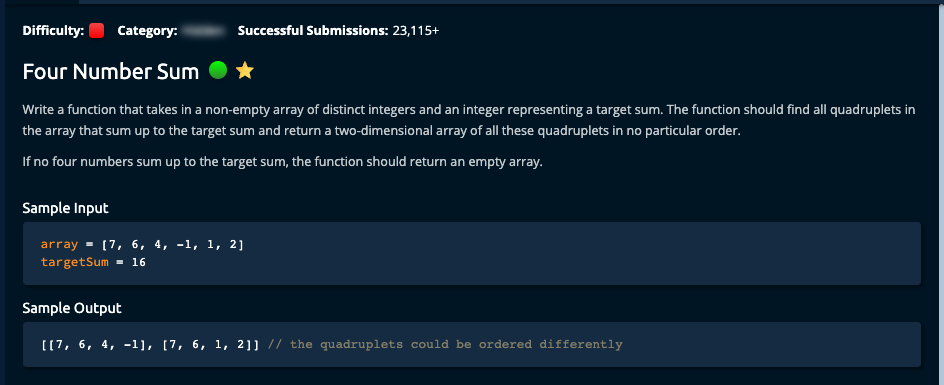 Difficulty: Category: Successful Submissions: 23,115+
Four Number Sum
Write a function that takes in a non-empty array of distinct integers and an integer representing a target sum. The function should find all quadruplets in
the array that sum up to the target sum and return a two-dimensional array of all these quadruplets in no particular order.
If no four numbers sum up to the target sum, the function should return an empty array.
Sample Input
array = [7, 6, 4, -1, 1, 2]
targetSum = 16
Sample Output
[[7, 6, 4, -1], [7, 6, 1, 2]] // the quadruplets could be ordered differently